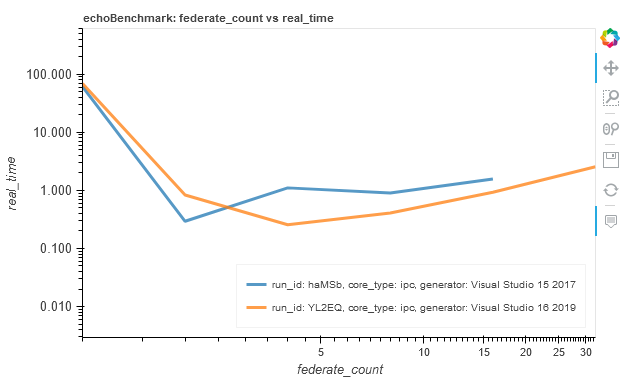 echoBenchmark: federate_count vs real_time
real_time
100.000
10.000
1.000
0.100
0.010
run_id: haMSb, core_type: ipc, generator: Visual Studio 15 2017
run_id: YL2EQ, core_type: ipc, generator: Visual Studio 16 2019
5 10 15 20 25 30
federate_count